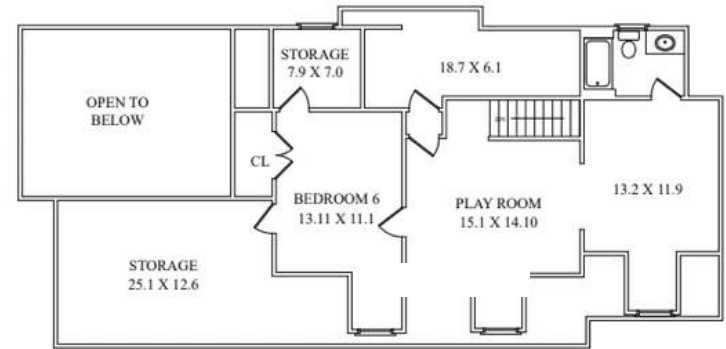 STORAGE
7.9 X 7.0
18.7 X 6.1
OPEN TO
BELOW
CL
BEDROOM 6
13.11 X 11.1
PLAY ROOM
15.1 X 14.10
13.2 X 11.9
STORAGE
25.1 X 12.6